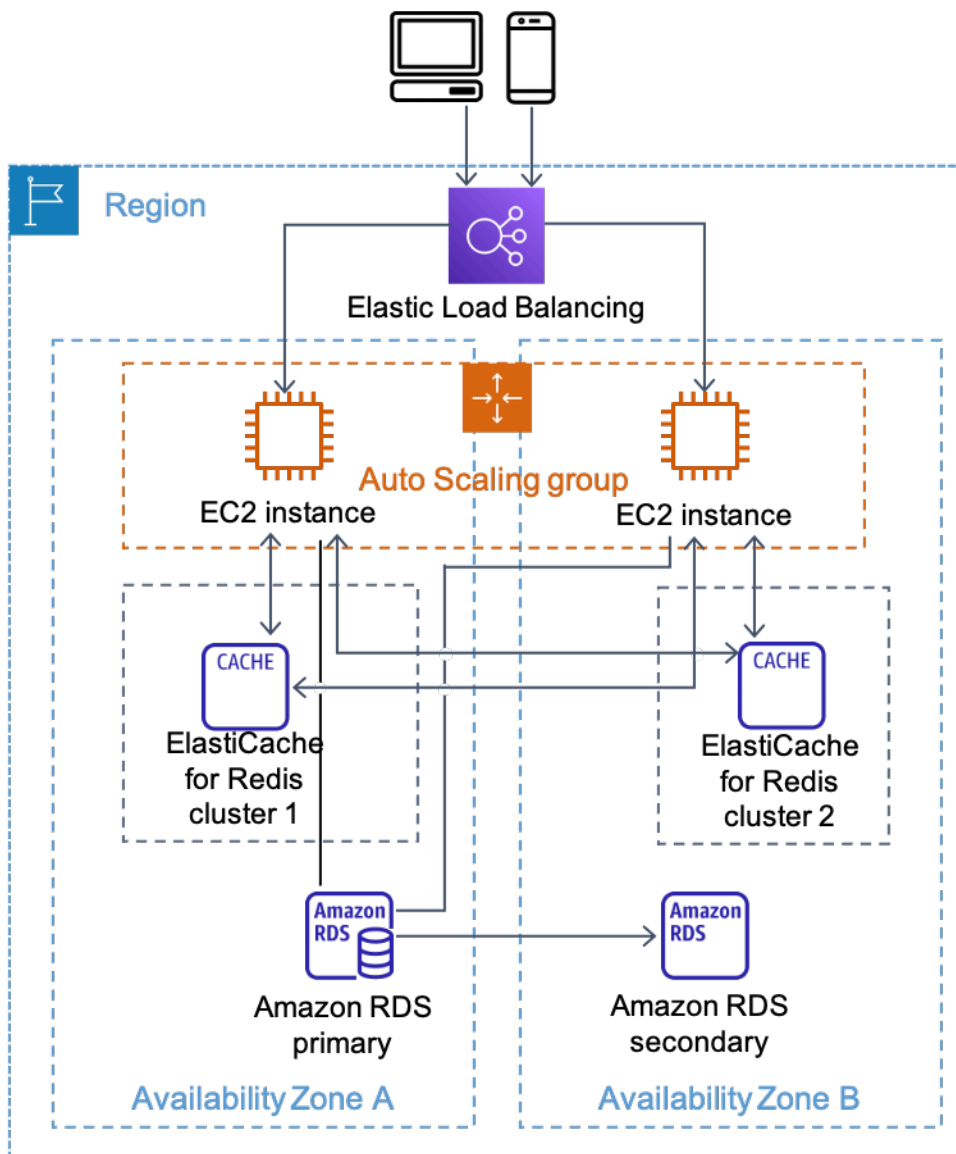 Region
Elastic Load Balancing
Auto Scaling group
EC2 instance
EC2 instance
CACHE
CACHE
ElastiCache
for Redis
cluster 1
ElastiCache
for Redis
cluster 2
Amazon
RDS
Amazon
RDS
Amazon RDS
primary
Amazon RDS
secondary
Availability Zone A
Availability Zone B